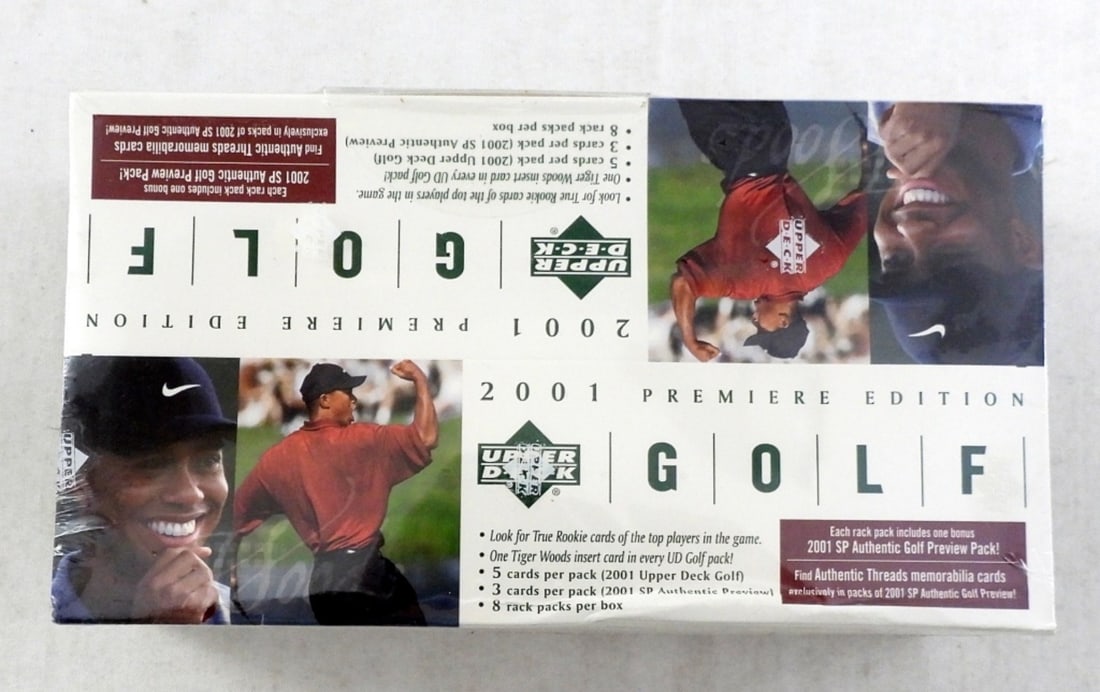 Each rack pack includes one bonus
2001 SP Authentic Golf Preview Pack!
Find Authentic Threads memorabilia cards
exclusively in packs of 2001 SP Authentic Golf Preview!
• Look for True Rookie cards of the top players in the game.
• One Tiger Woods insert card in every UD Golf pack!
• 5 cards per pack (2001 Upper Deck Golf)
• 3 cards per pack (2001 SP Authentic Preview)
• 8 rack packs per box
UPPER
D·E·C·K
®
GOLF
2001 PREMIERE EDITION
UPPER
D·E·C·K
2001 PREMIERE EDITION
UPPER
DECK
®
GOLF
UPPER
• Look for True Rookie cards of the top players in the game.
• One Tiger Woods insert card in every UD Golf pack!
• 5 cards per pack (2001 Upper Deck Golf)
• 3 cards per pack (2001 SP Authentic Preview)
• 8 rack packs per box
Each rack pack includes one bonus
2001 SP Authentic Golf Preview Pack!
Find Authentic Threads memorabilia cards
exclusively in packs of 2001 SP Authentic Golf Preview!